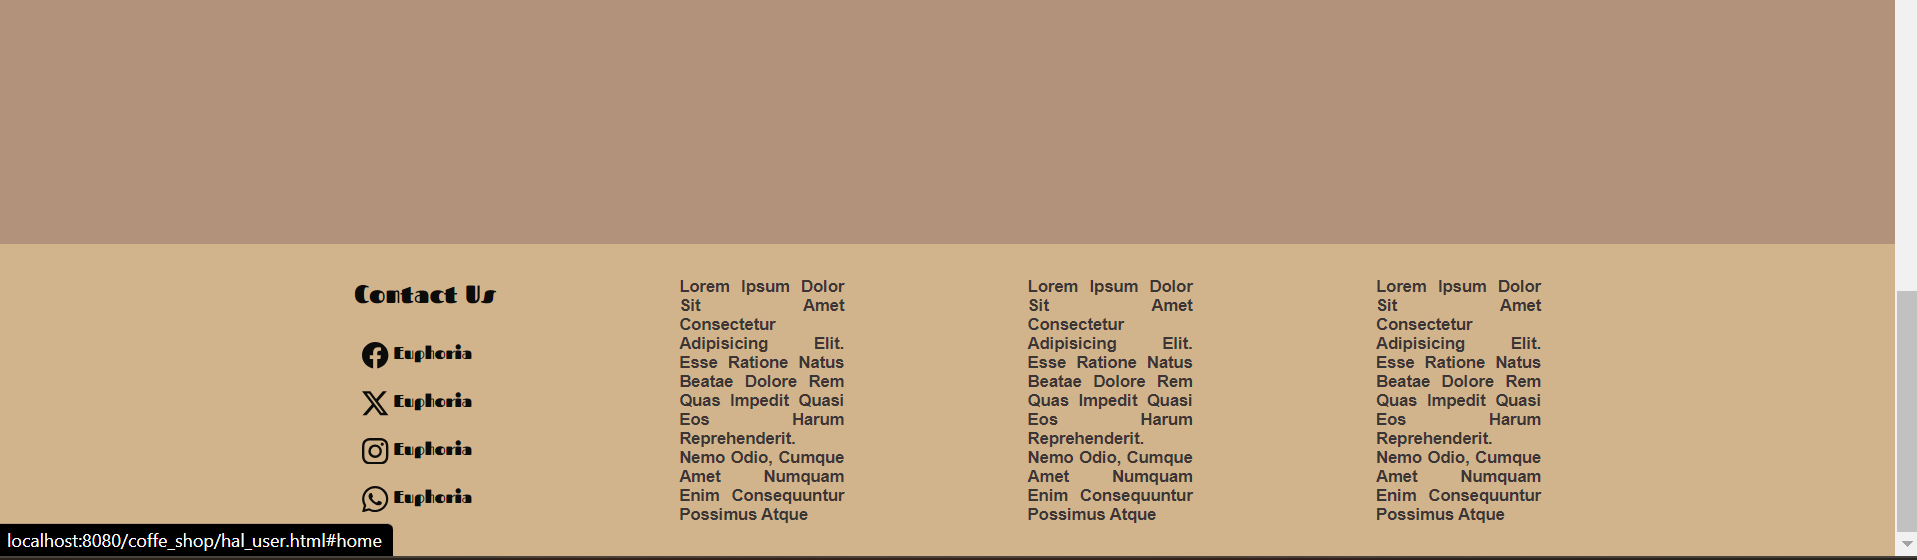 Contact Us
Euphoria
Euphoria
Euphoria
Euphoria
Lorem Ipsum Dolor
Sit Amet
Consectetur
Adipisicing Elit.
Esse Ratione Natus
Beatae Dolore Rem
Quas Impedit Quasi
Eos Harum
Reprehenderit.
Nemo Odio, Cumque
Amet Numquam
Enim Consequuntur
Possimus Atque
Lorem Ipsum Dolor
Sit Amet
Consectetur
Adipisicing Elit.
Esse Ratione Natus
Beatae Dolore Rem
Quas Impedit Quasi
Eos Harum
Reprehenderit.
Nemo Odio, Cumque
Amet Numquam
Enim Consequuntur
Possimus Atque
Lorem Ipsum Dolor
Sit Amet
Consectetur
Adipisicing Elit.
Esse Ratione Natus
Beatae Dolore Rem
Quas Impedit Quasi
Eos Harum
Reprehenderit.
Nemo Odio, Cumque
Amet Numquam
Enim Consequuntur
Possimus Atque
localhost:8080/coffe_shop/hal_user.html#home